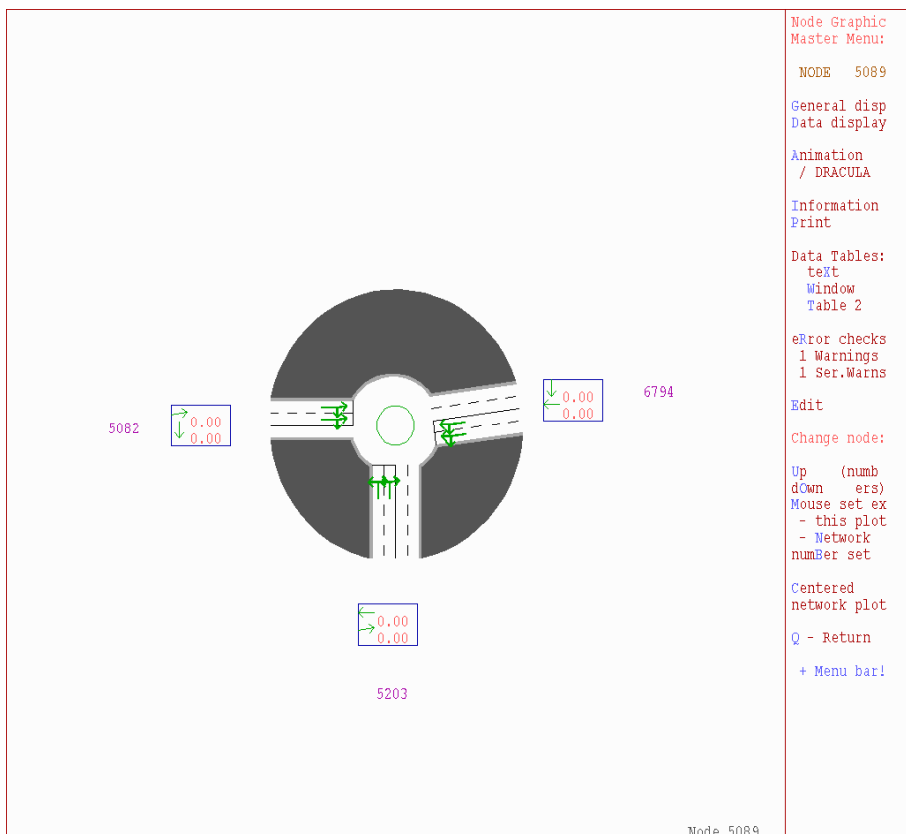 Node Graphic
Master Menu:
NODE 5089
General disp
Data display
Animation
/ DRACULA
Information
Print
Data Tables:
teXt
Window
Table 2
eRror checks
1 Warnings
1 Ser.Warns
Edit
Change node:
Up (numb
dOwn ers)
Mouse set ex
- this plot
- Network
numBer set
Centered
network plot
Q - Return
+ Menu bar!
6794
0.00
0.00
5082
0.00
0.00
0.00
0.00
5203
Node 5089